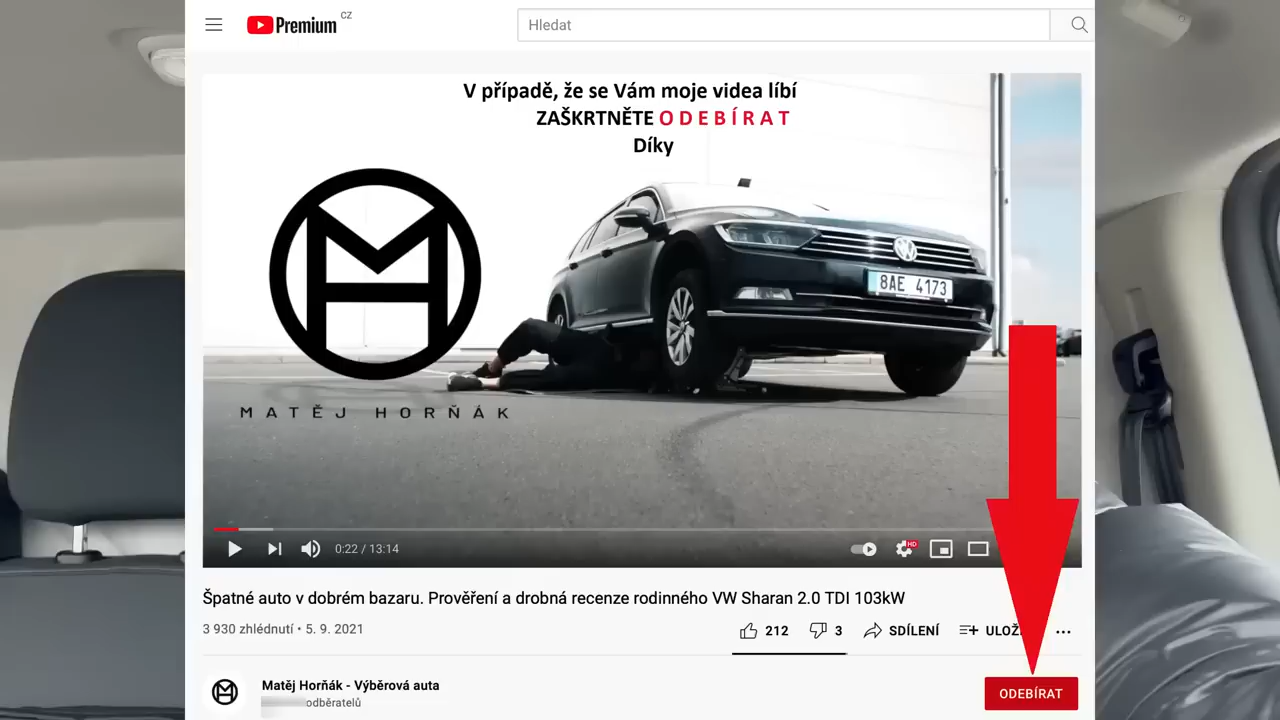 Premium CZ
Hledat
V případě, že se Vám moje videa líbí
ZAŠKRTNĚTE O D E B Í R A T
Díky
8AE 4173
MATĚJ HORŇÁK
0:22 / 13:14
HD
Špatné auto v dobrém bazaru. Prověření a drobná recenze rodinného VW Sharan 2.0 TDI 103kW
3 930 zhlédnutí • 5. 9. 2021
212
3
SDÍLENÍ
ULOŽ
Matěj Horňák - Výběrová auta
odběratelů
ODEBÍRAT